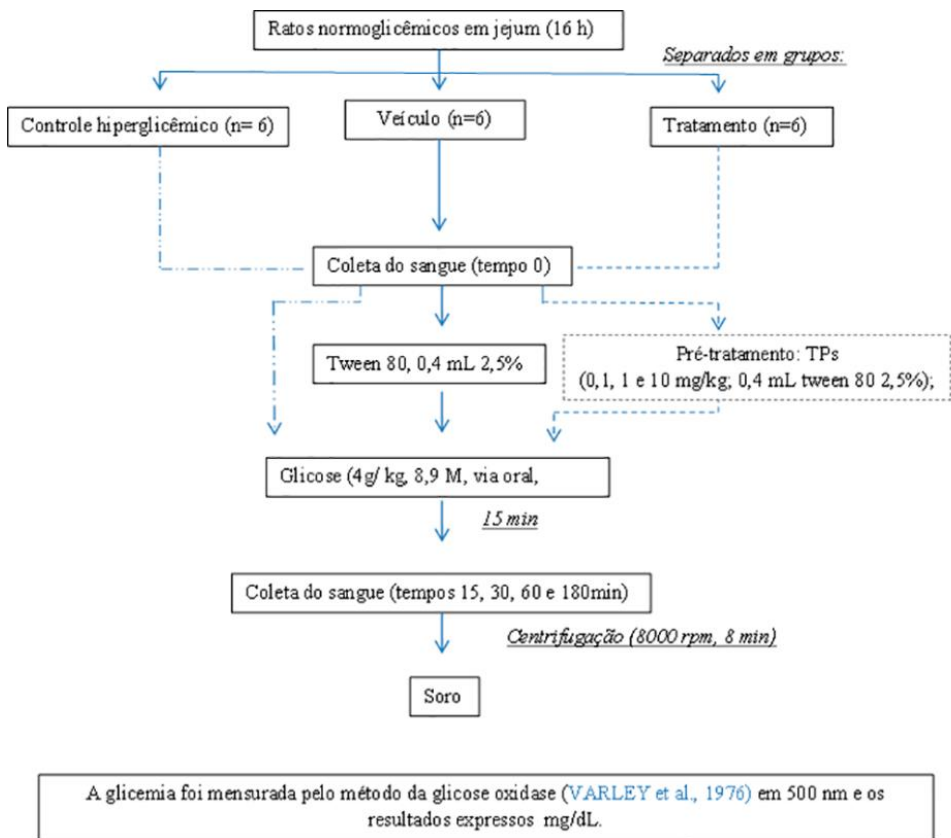 Ratos normoglicêmicos em jejum (16 h)
Separados em grupos:
Controle hiperglicêmico (n= 6)
Veículo (n=6)
Tratamento (n=6)
Coleta do sangue (tempo 0)
Tween 80, 0,4 mL 2,5%
Pré-tratamento: TPs
(0,1, 1 e 10 mg/kg; 0,4 mL tween 80 2,5%);
Glicose (4g/ kg, 8,9 M, via oral,
15 min
Coleta do sangue (tempos 15, 30, 60 e 180min)
Centrifugação (8000 rpm, 8 min)
Soro
A glicemia foi mensurada pelo método da glicose oxidase (VARLEY et al., 1976) em 500 nm e os
resultados expressos mg/dL.